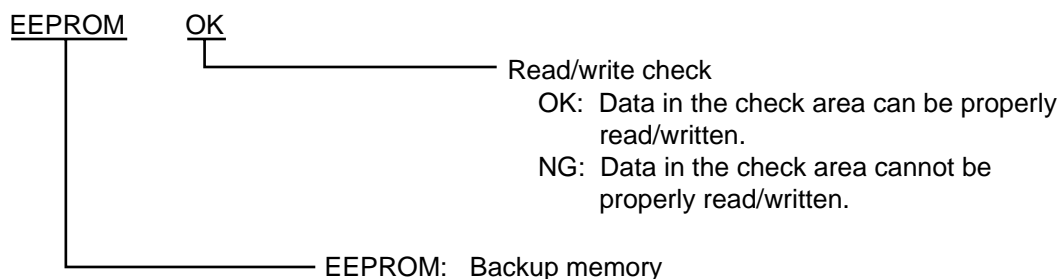 EEPROM OK
Read/write check
OK: Data in the check area can be properly
read/written.
NG: Data in the check area cannot be
properly read/written.
EEPROM: Backup memory